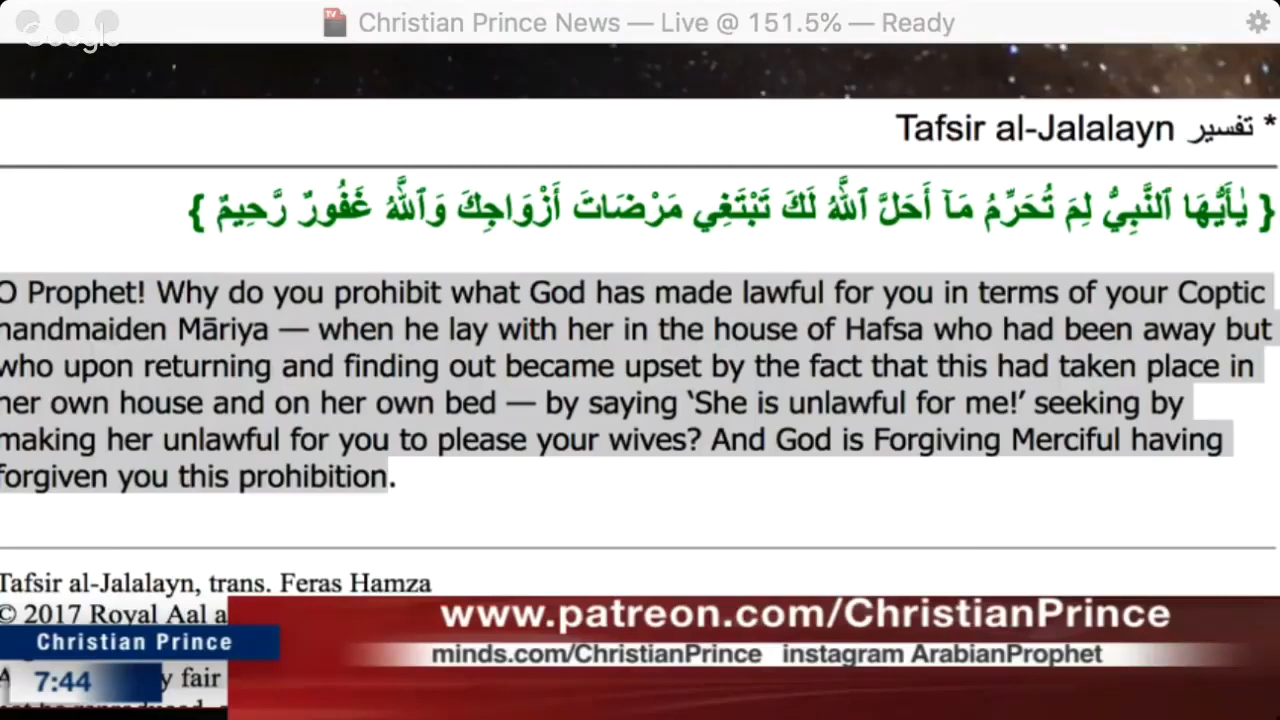 Christian Prince News — Live @ 151.5% — Ready
Google
TV
Tafsir al-Jalalayn تفسير *
{ يٰأَيُّهَا ٱلنَّبِيُّ لِمَ تُحَرِّمُ مَآ أَحَلَّ ٱللَّهُ لَكَ تَبْتَغِي مَرْضَاتَ أَزْوَاجِكَ وَٱللَّهُ غَفُورٌ رَّحِيمٌ }
O Prophet! Why do you prohibit what God has made lawful for you in terms of your Coptic
handmaiden Māriya — when he lay with her in the house of Hafsa who had been away but
who upon returning and finding out became upset by the fact that this had taken place in
her own house and on her own bed — by saying ‘She is unlawful for me!’ seeking by
making her unlawful for you to please your wives? And God is Forgiving Merciful having
forgiven you this prohibition.
Tafsir al-Jalalayn, trans. Feras Hamza
© 2017 Royal Aal a
www.patreon.com/ChristianPrince
Christian Prince
minds.com/ChristianPrince instagram ArabianProphet
7:44
y fair